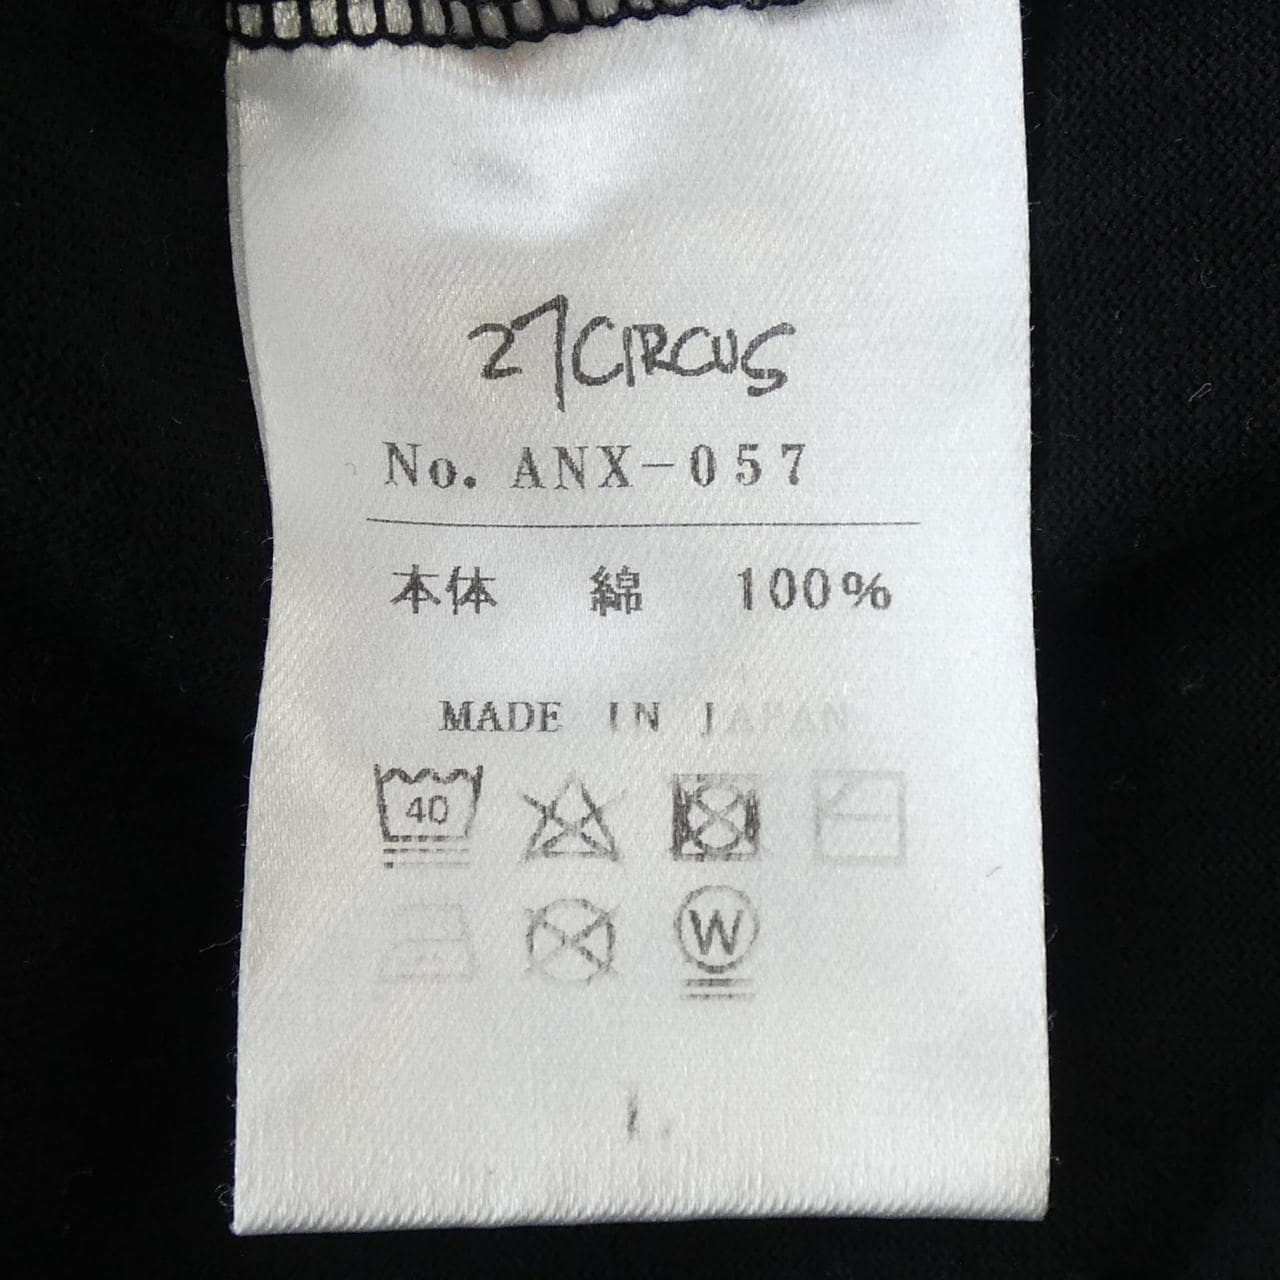 27CIRCUS
No. ANX-057
本体 綿 100%
MADE IN JAPAN
40
W